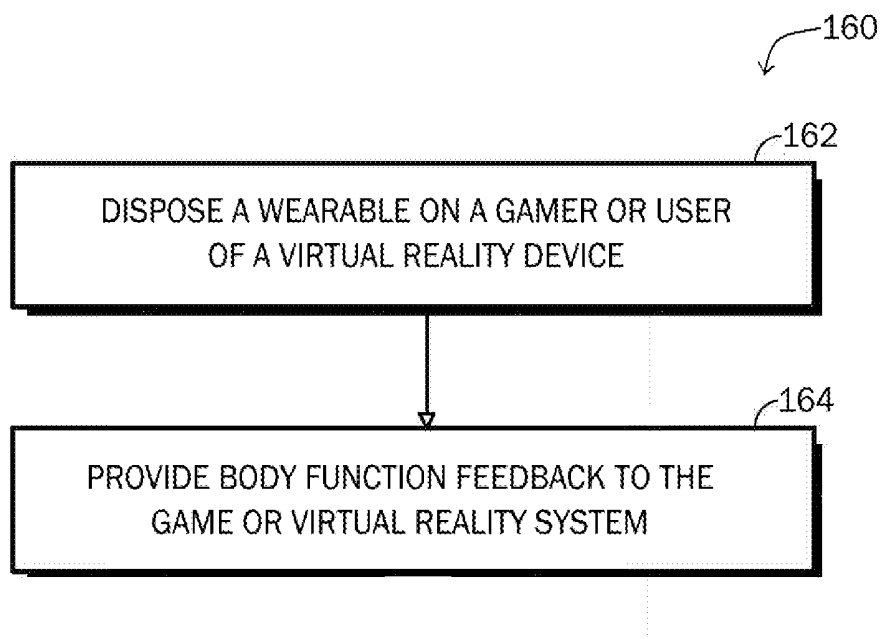 160
162
DISPOSE A WEARABLE ON A GAMER OR USER
OF A VIRTUAL REALITY DEVICE
164
PROVIDE BODY FUNCTION FEEDBACK TO THE
GAME OR VIRTUAL REALITY SYSTEM